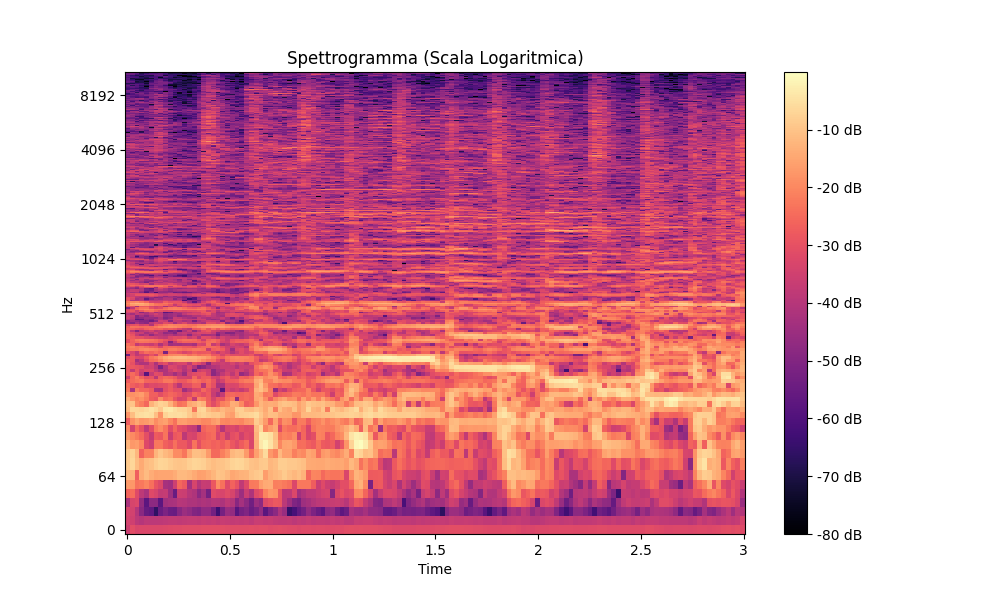 Spettrogramma (Scala Logaritmica)
Hz
8192
4096
2048
1024
512
256
128
64
0
0 0.5 1 1.5 2 2.5 3
Time
-10 dB
-20 dB
-30 dB
-40 dB
-50 dB
-60 dB
-70 dB
-80 dB